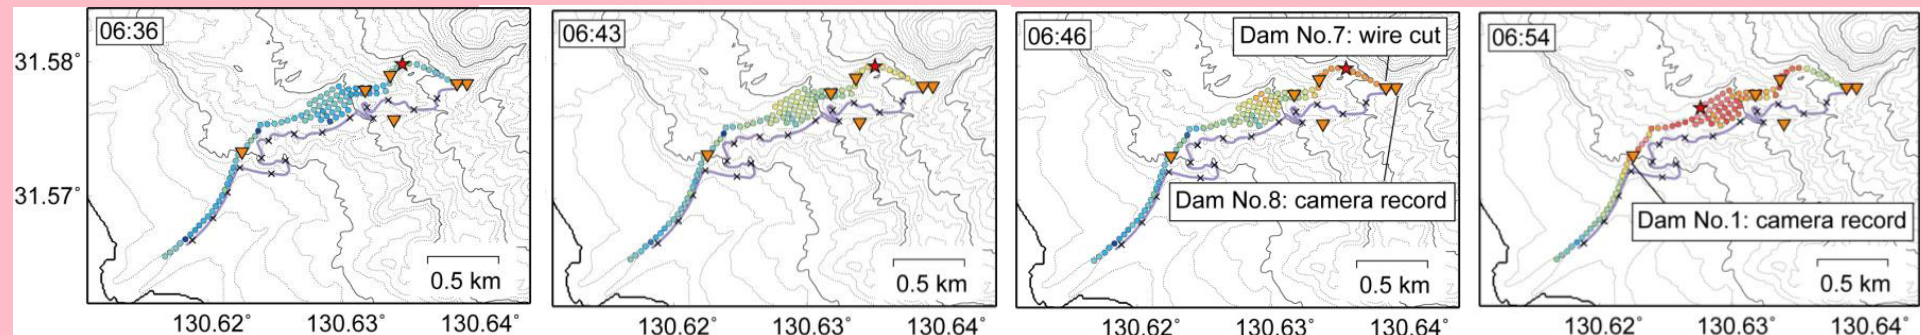 06:36
06:43
06:46
06:54
Dam No.7: wire cut
31.58°
31.57°
Dam No.8: camera record
Dam No.1: camera record
0.5 km
0.5 km
0.5 km
0.5 km
130.62 130.63 130.64°
130.62 130.63 130.64°
130.62 130.63 130.64°
130.62 130.63 130.64°